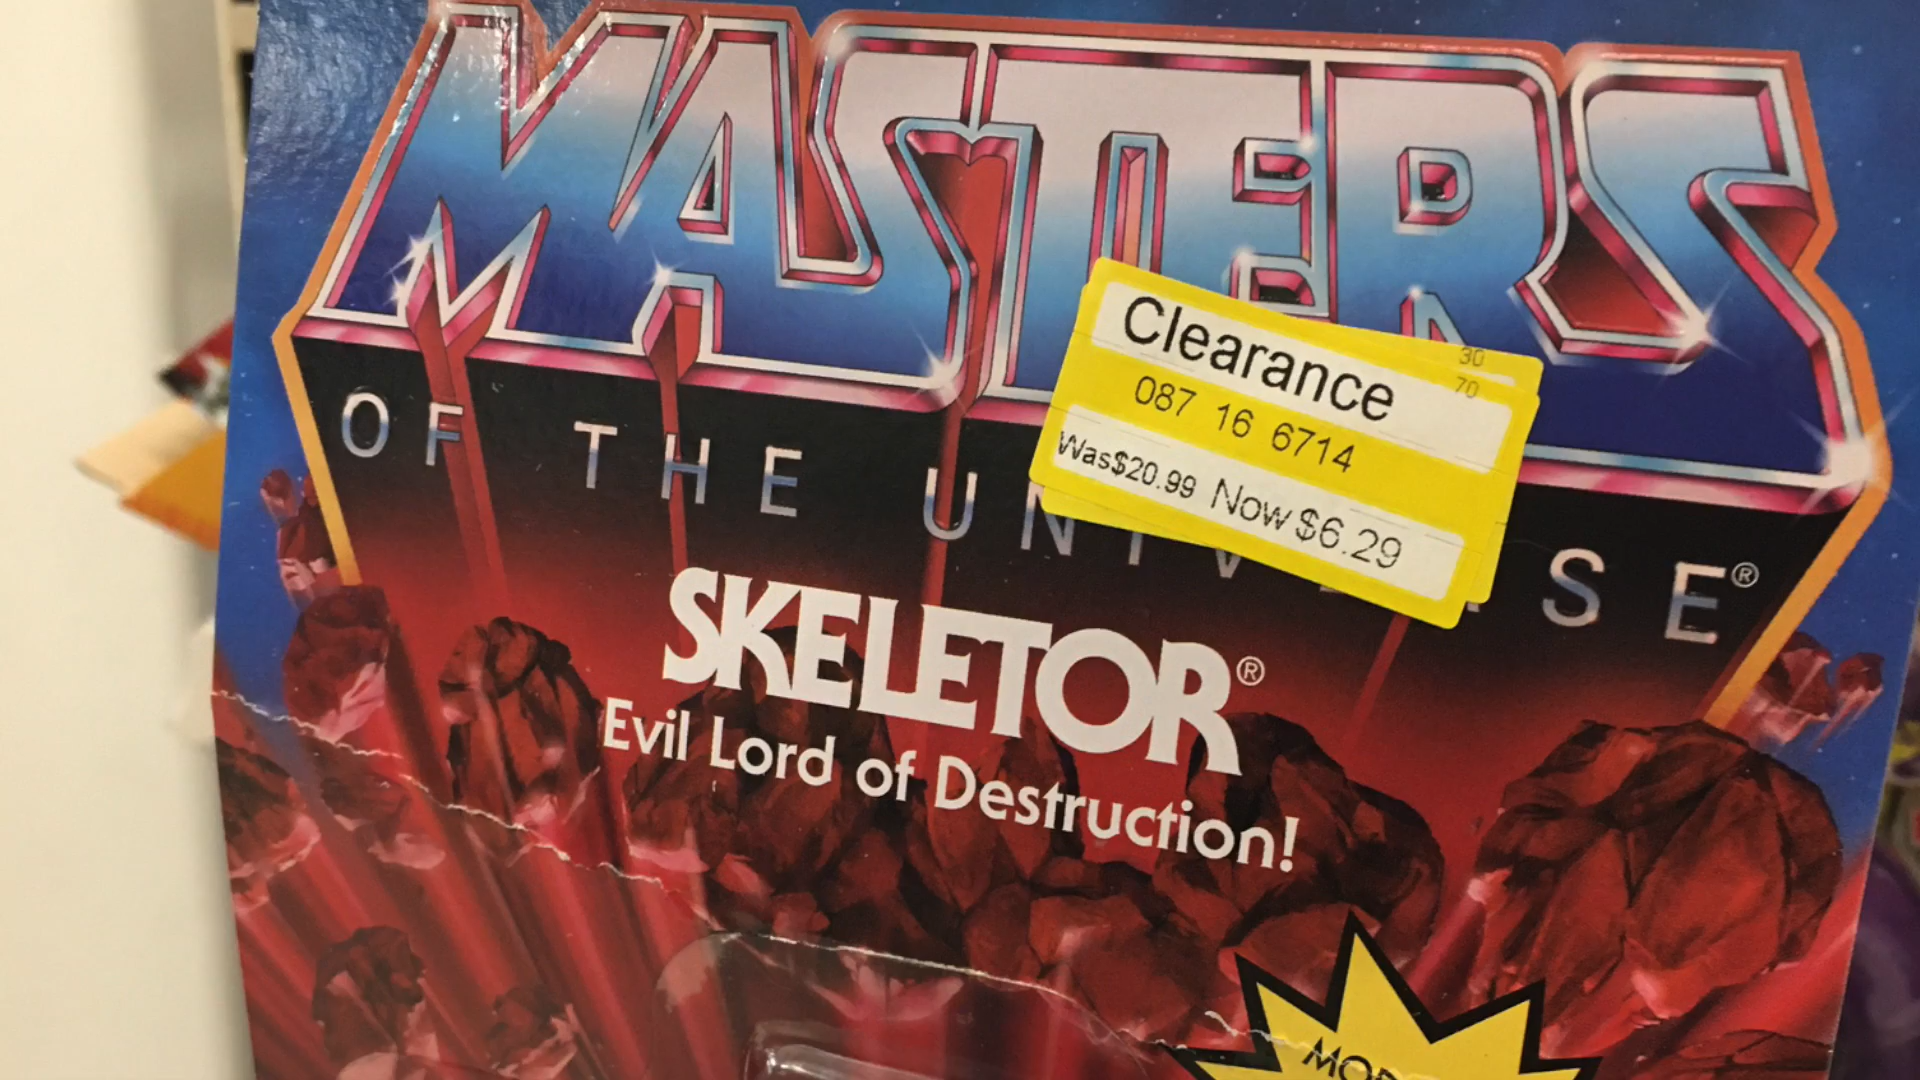 MASTERS
OF THE UNIVERSE®
Clearance
30
70
087 16 6714
Was$20.99 Now $6.29
SKELETOR®
Evil Lord of Destruction!